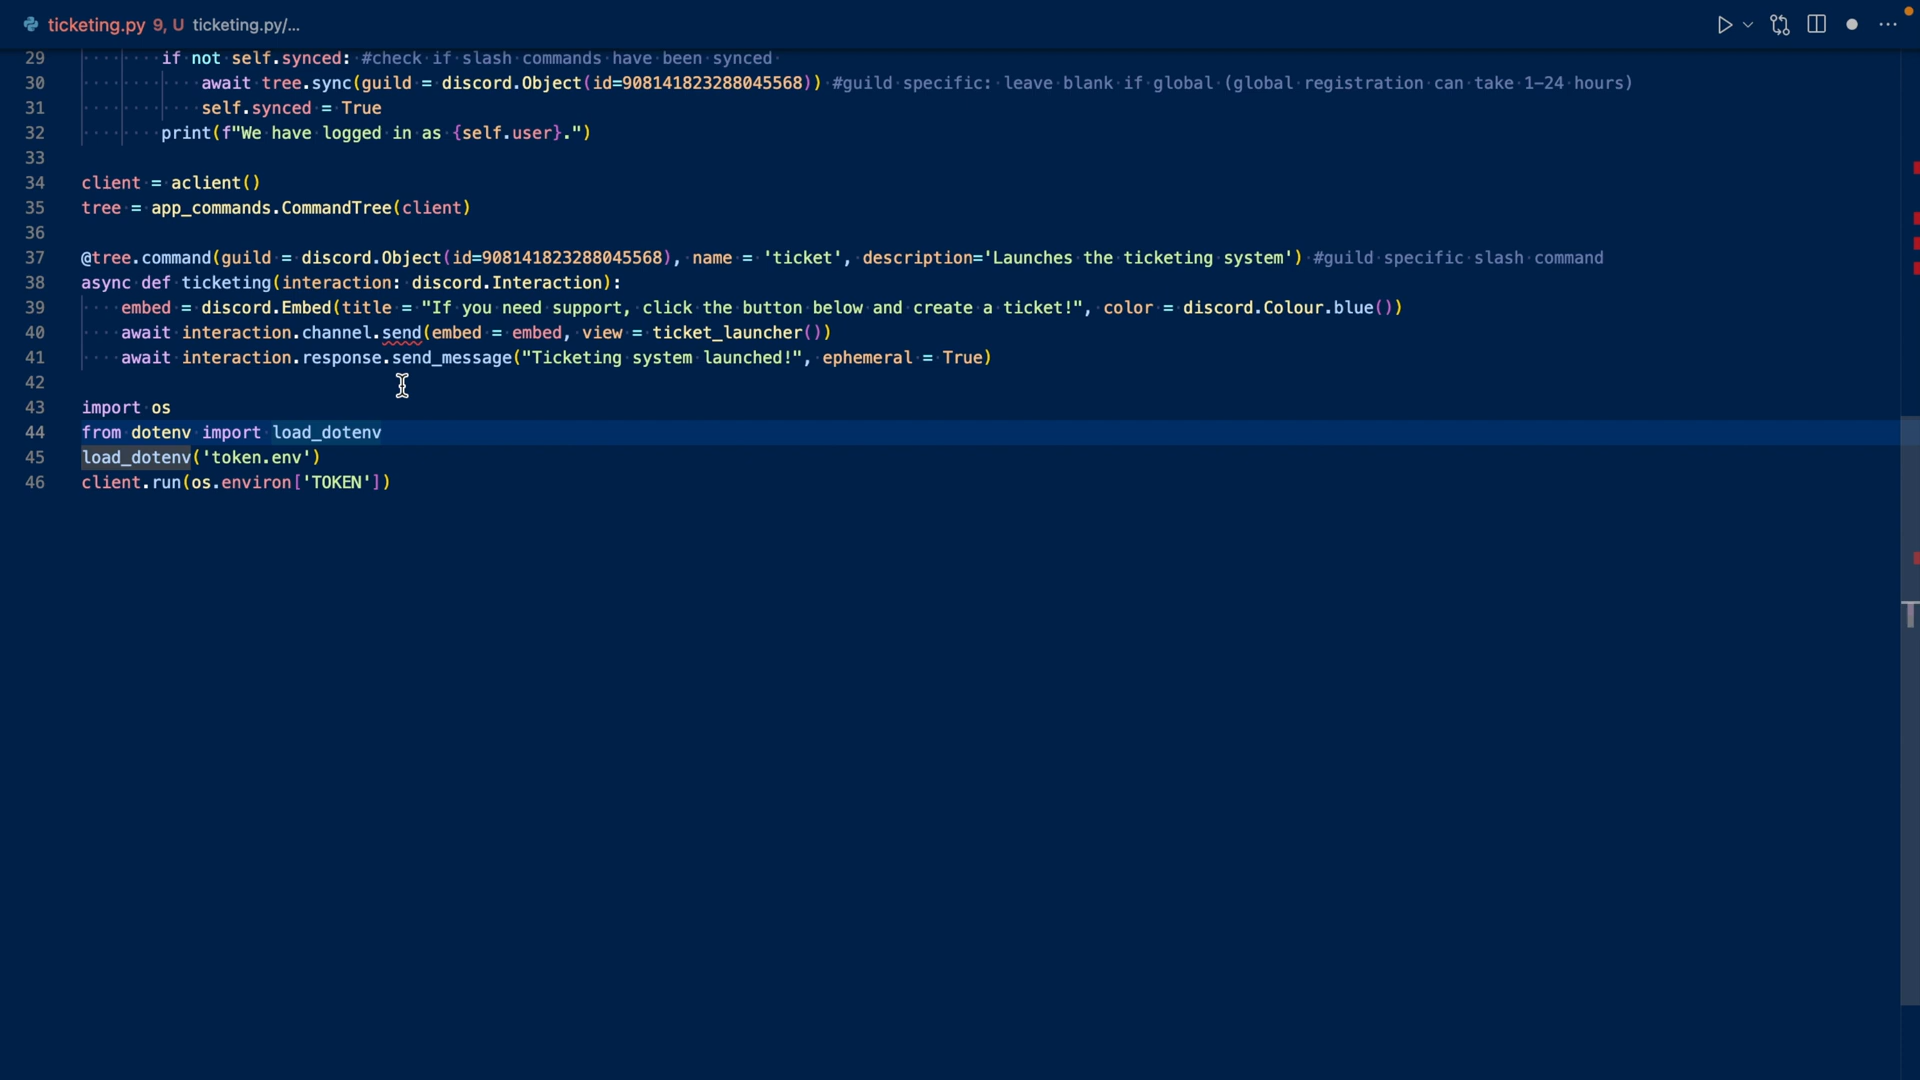 ticketing.py 9, U ticketing.py/...
29 if not self.synced: #check if slash commands have been synced
30 await tree.sync(guild = discord.Object(id=908141823288045568)) #guild specific: leave blank if global (global registration can take 1-24 hours)
31 self.synced = True
32 print(f"We have logged in as {self.user}.")
33
34 client = aclient()
35 tree = app_commands.CommandTree(client)
36
37 @tree.command(guild = discord.Object(id=908141823288045568), name = 'ticket', description='Launches the ticketing system') #guild specific slash command
38 async def ticketing(interaction: discord.Interaction):
39 embed = discord.Embed(title = "If you need support, click the button below and create a ticket!", color = discord.Colour.blue())
40 await interaction.channel.send(embed = embed, view = ticket_launcher())
41 await interaction.response.send_message("Ticketing system launched!", ephemeral = True)
42
43 import os
44 from dotenv import load_dotenv
45 load_dotenv('token.env')
46 client.run(os.environ['TOKEN'])